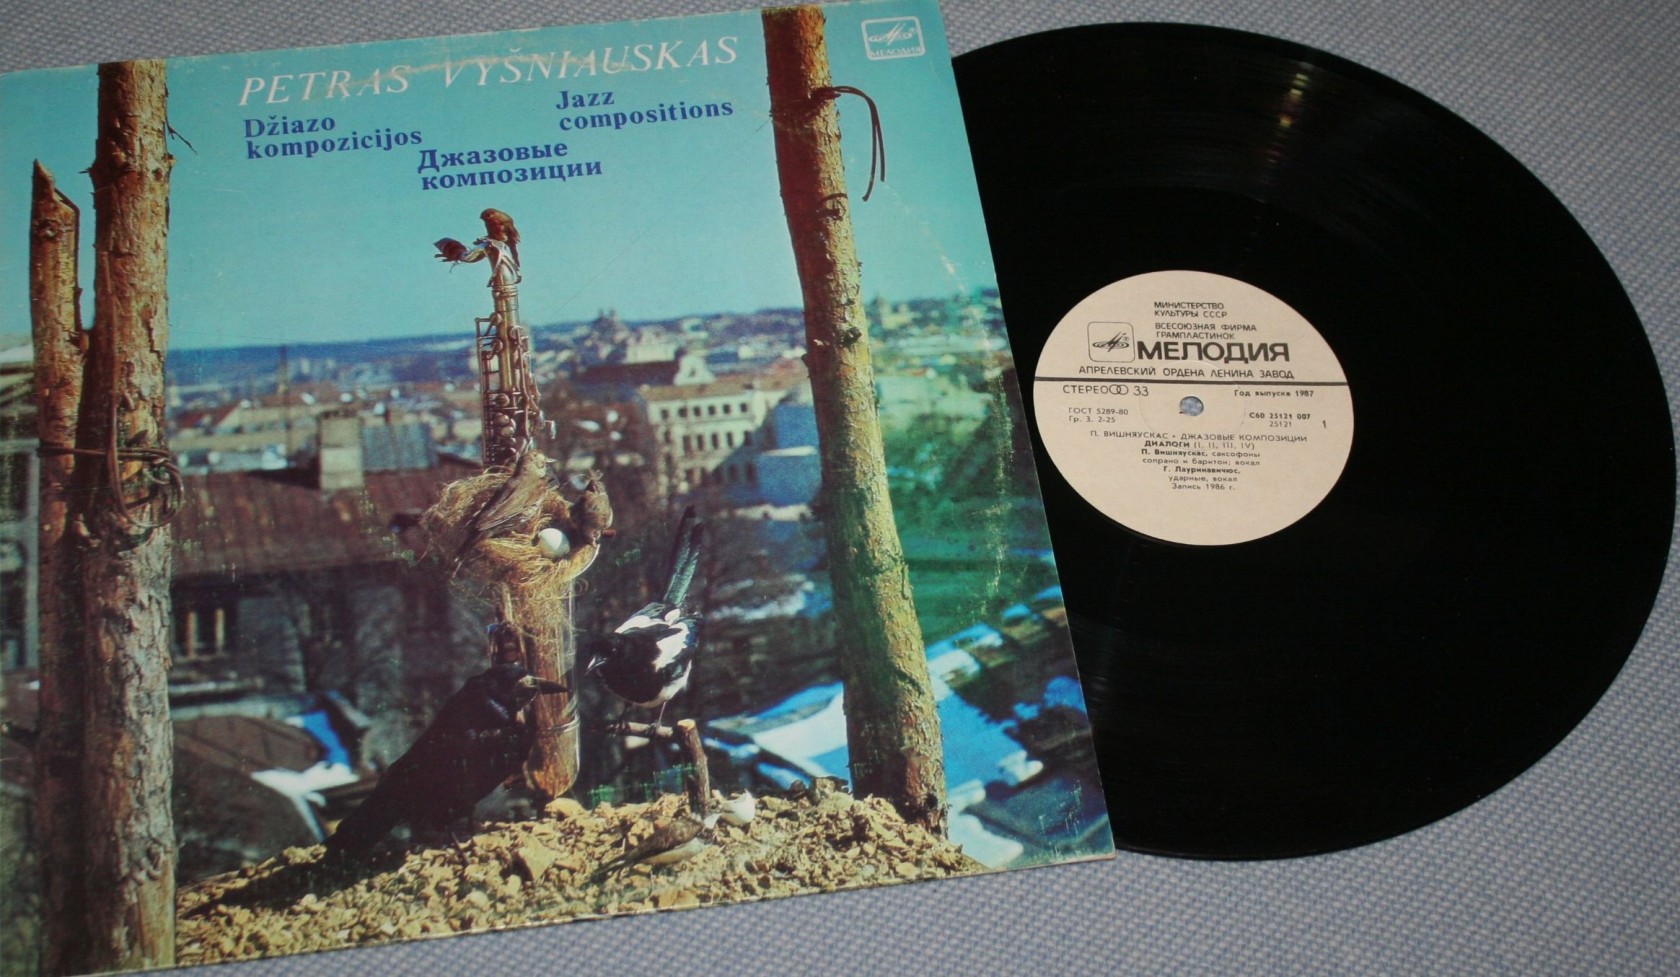 PETRAS VYŠNIAUSKAS
МЕЛОДИЯ
Džiazo
kompozicijos
Jazz
compositions
Джазовые
композиции
МИНИСТЕРСТВО
КУЛЬТУРЫ СССР
ВСЕСОЮЗНАЯ ФИРМА
ГРАМПЛАСТИНОК
МЕЛОДИЯ
АПРЕЛЕВСКИЙ ОРДЕНА ЛЕНИНА ЗАВОД
СТЕРЕО 33
Год выпуска 1987
ГОСТ 5289-80
Гр. 3. 2-25
С60 25121 007
25121
1
П. ВИШНЯУСКАС • ДЖАЗОВЫЕ КОМПОЗИЦИИ
ДИАЛОГИ (I, II, III, IV)
П. Вишняускас, саксофоны
сопрано и баритон; вокал
Г. Лауринавичюс,
ударные, вокал
Запись 1986 г.